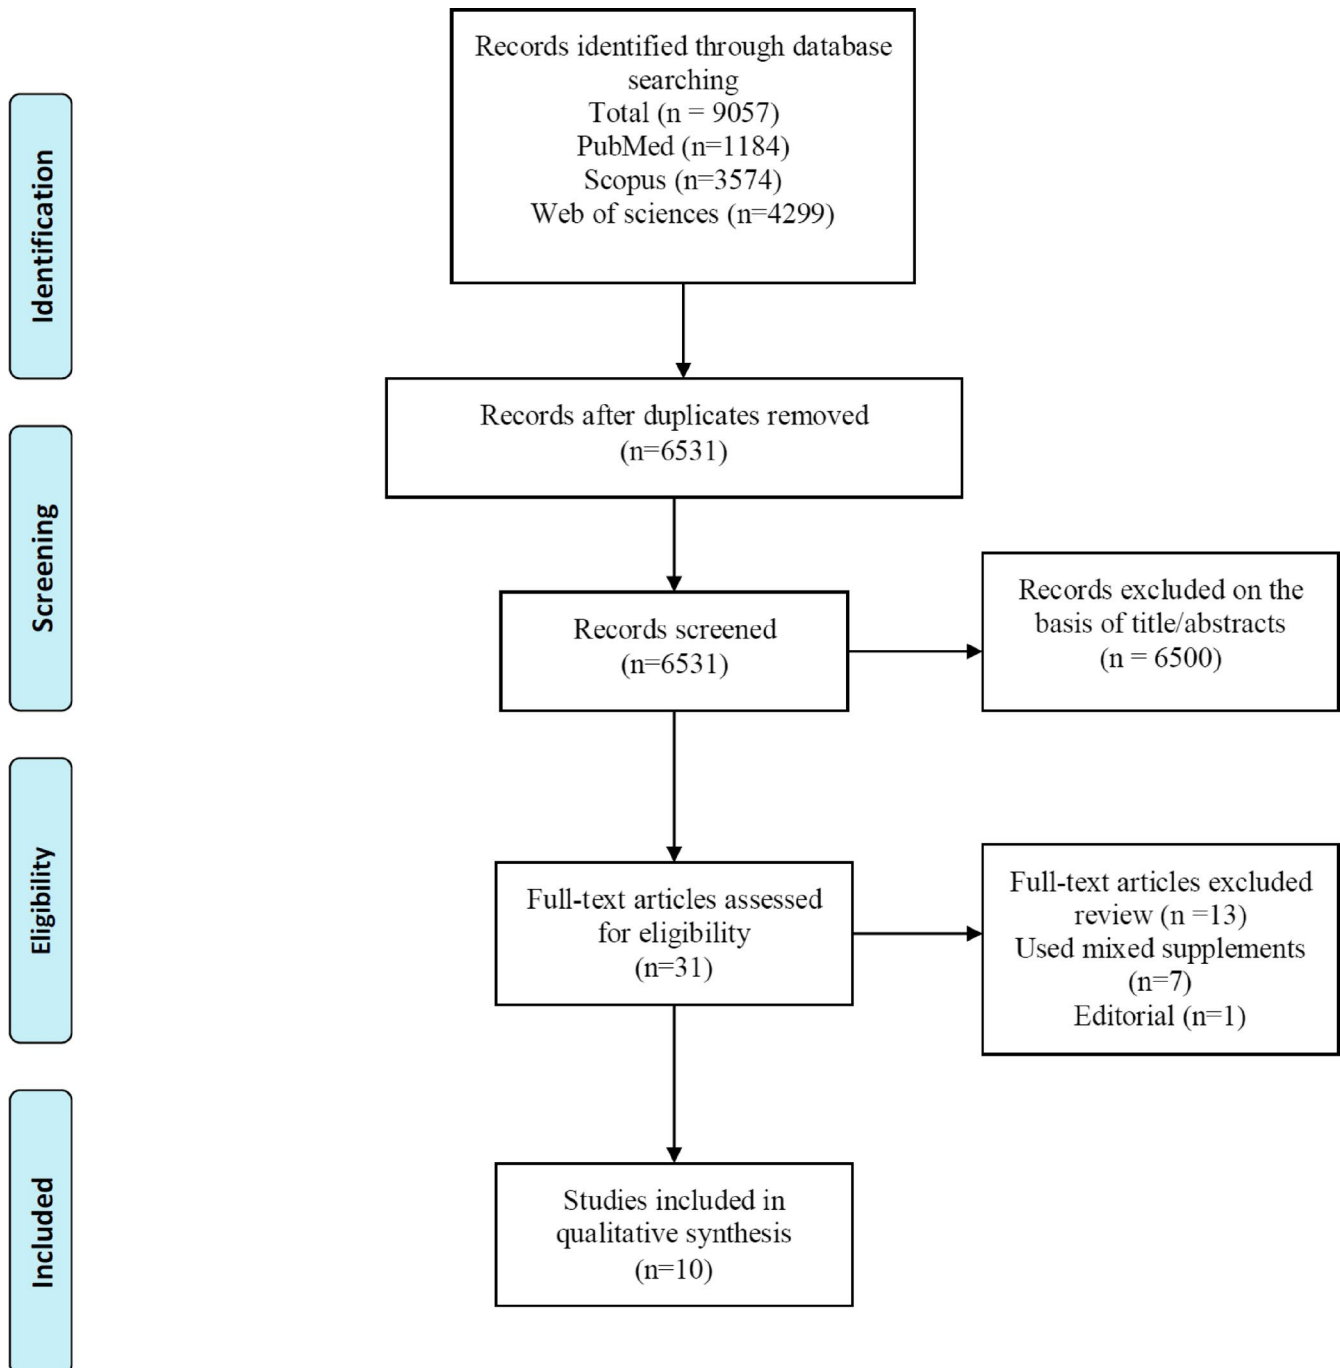 Identification
Records identified through database
searching
Total (n = 9057)
PubMed (n=1184)
Scopus (n=3574)
Web of sciences (n=4299)
Screening
Records after duplicates removed
(n=6531)
Records screened
(n=6531)
Records excluded on the
basis of title/abstracts
(n = 6500)
Eligibility
Full-text articles assessed
for eligibility
(n=31)
Full-text articles excluded
review (n =13)
Used mixed supplements
(n=7)
Editorial (n=1)
Included
Studies included in
qualitative synthesis
(n=10)